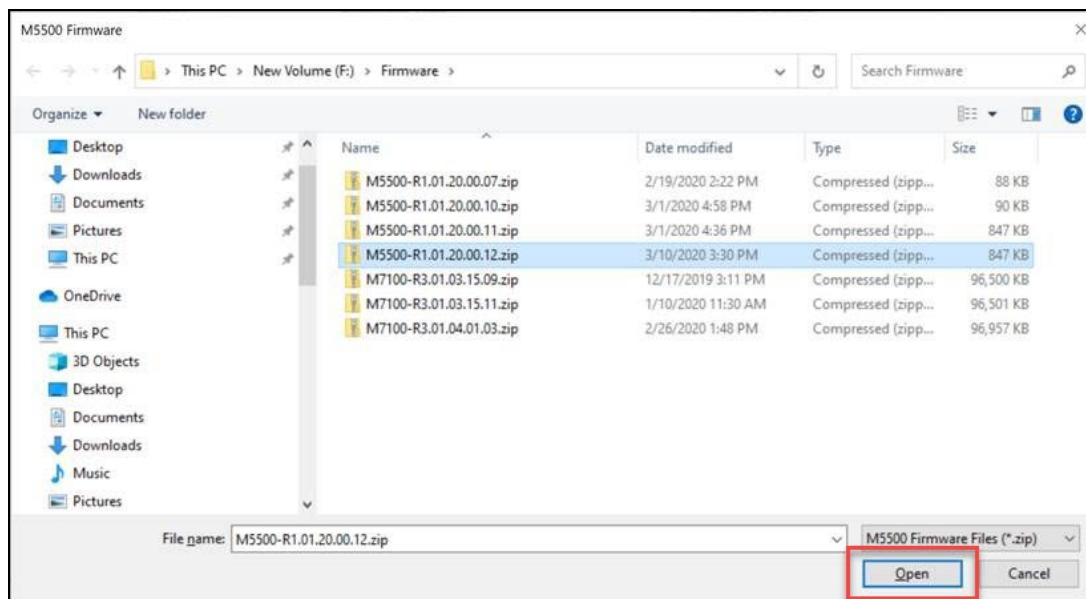 M5500 Firmware
This PC > New Volume (F:) > Firmware >
Search Firmware
Organize
New folder
Name
Date modified
Type
Size
Desktop
Downloads
Documents
Pictures
This PC
OneDrive
This PC
3D Objects
Desktop
Documents
Downloads
Music
Pictures
M5500-R1.01.20.00.07.zip 2/19/2020 2:22 PM Compressed (zipp... 88 KB
M5500-R1.01.20.00.10.zip 3/1/2020 4:58 PM Compressed (zipp... 90 KB
M5500-R1.01.20.00.11.zip 3/1/2020 4:36 PM Compressed (zipp... 847 KB
M5500-R1.01.20.00.12.zip 3/10/2020 3:30 PM Compressed (zipp... 847 KB
M7100-R3.01.03.15.09.zip 12/17/2019 3:11 PM Compressed (zipp... 96,500 KB
M7100-R3.01.03.15.11.zip 1/10/2020 11:30 AM Compressed (zipp... 96,501 KB
M7100-R3.01.04.01.03.zip 2/26/2020 1:48 PM Compressed (zipp... 96,957 KB
File name: M5500-R1.01.20.00.12.zip
M5500 Firmware Files (*.zip)
Open
Cancel